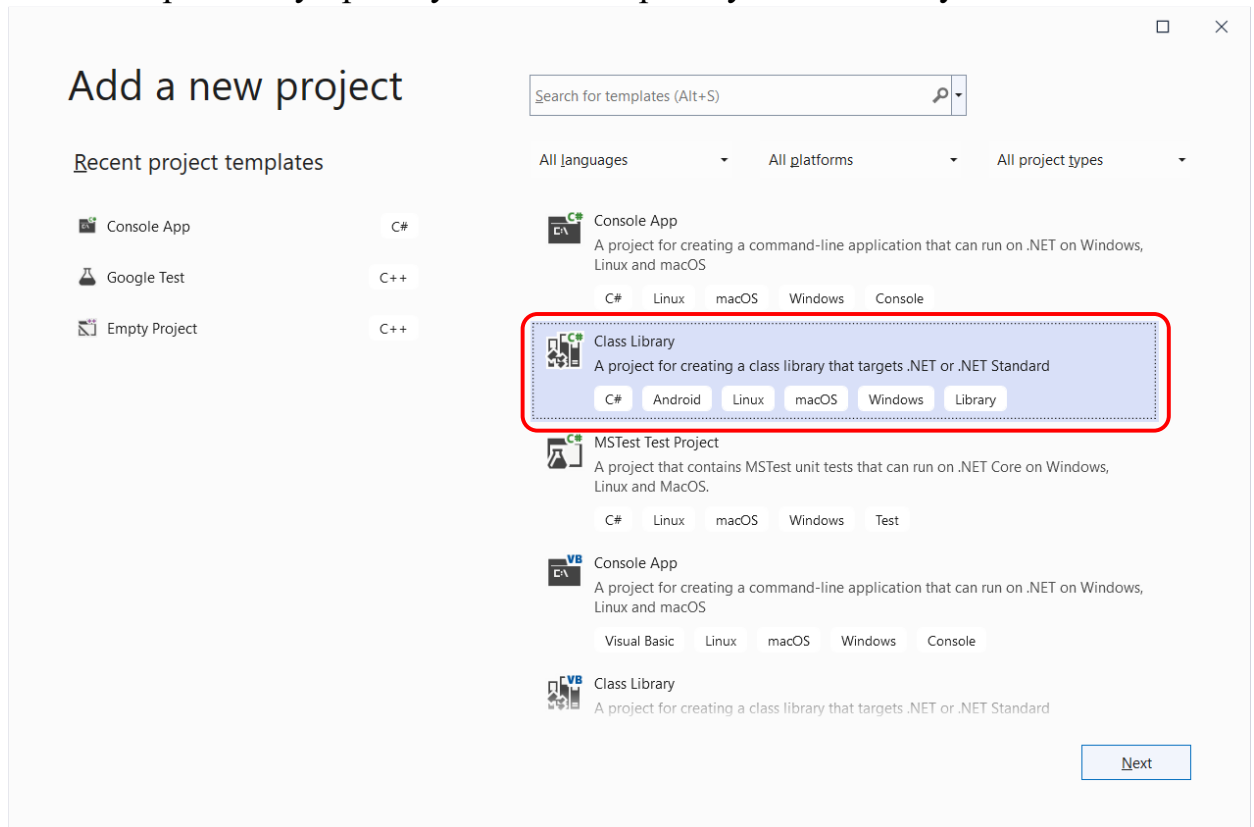 Add a new project
Search for templates (Alt+S)
Recent project templates
All languages
All platforms
All project types
Console App
C#
Google Test
C++
Empty Project
C++
C#
C:\
Console App
A project for creating a command-line application that can run on .NET on Windows,
Linux and macOS
C# Linux macOS Windows Console
C#
Class Library
A project for creating a class library that targets .NET or .NET Standard
C# Android Linux macOS Windows Library
C#
MSTest Test Project
A project that contains MSTest unit tests that can run on .NET Core on Windows,
Linux and MacOS.
C# Linux macOS Windows Test
VB
C:\
Console App
A project for creating a command-line application that can run on .NET on Windows,
Linux and macOS
Visual Basic Linux macOS Windows Console
VB
Class Library
A project for creating a class library that targets .NET or .NET Standard
Next